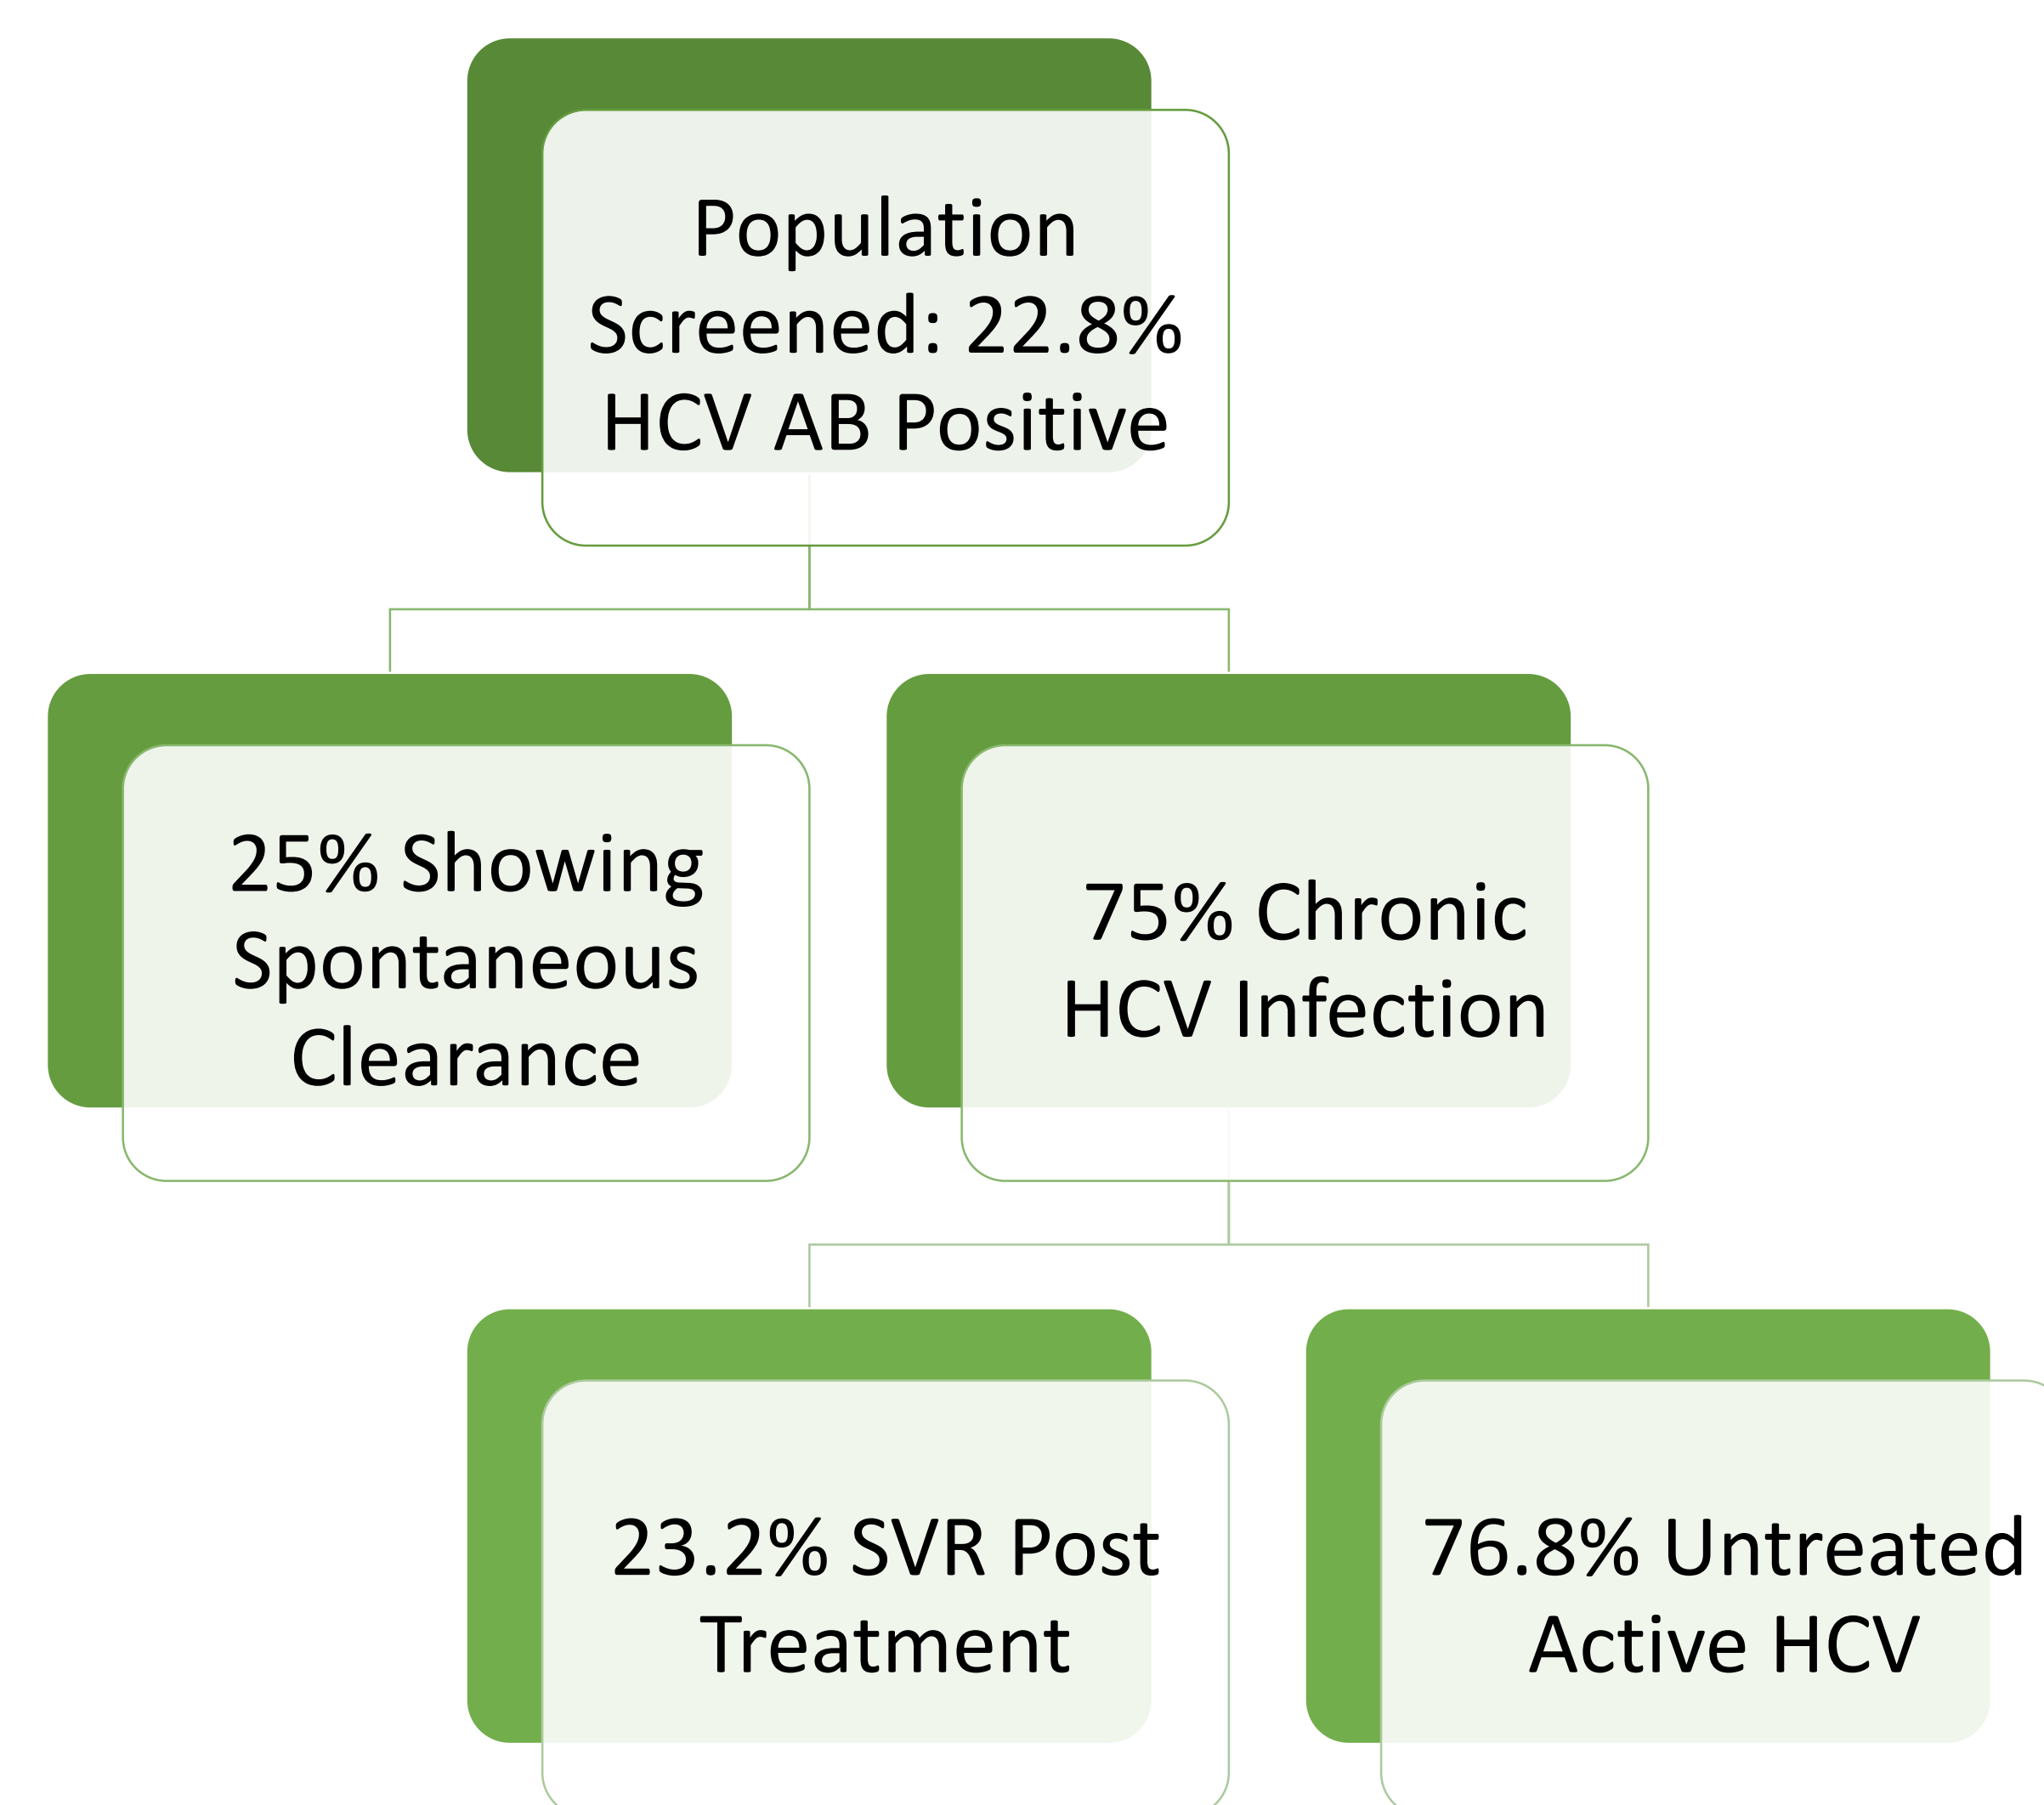 Population
Screened: 22.8%
HCV AB Positive
25% Showing
Spontaneous
Clearance
75% Chronic
HCV Infection
23.2% SVR Post
Treatment
76.8% Untreated
Active HCV